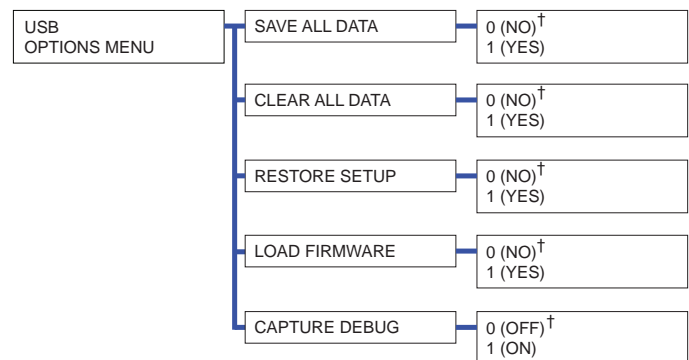 USB
OPTIONS MENU
SAVE ALL DATA
0 (NO)†
1 (YES)
CLEAR ALL DATA
0 (NO)†
1 (YES)
RESTORE SETUP
0 (NO)†
1 (YES)
LOAD FIRMWARE
0 (NO)†
1 (YES)
CAPTURE DEBUG
0 (OFF)†
1 (ON)